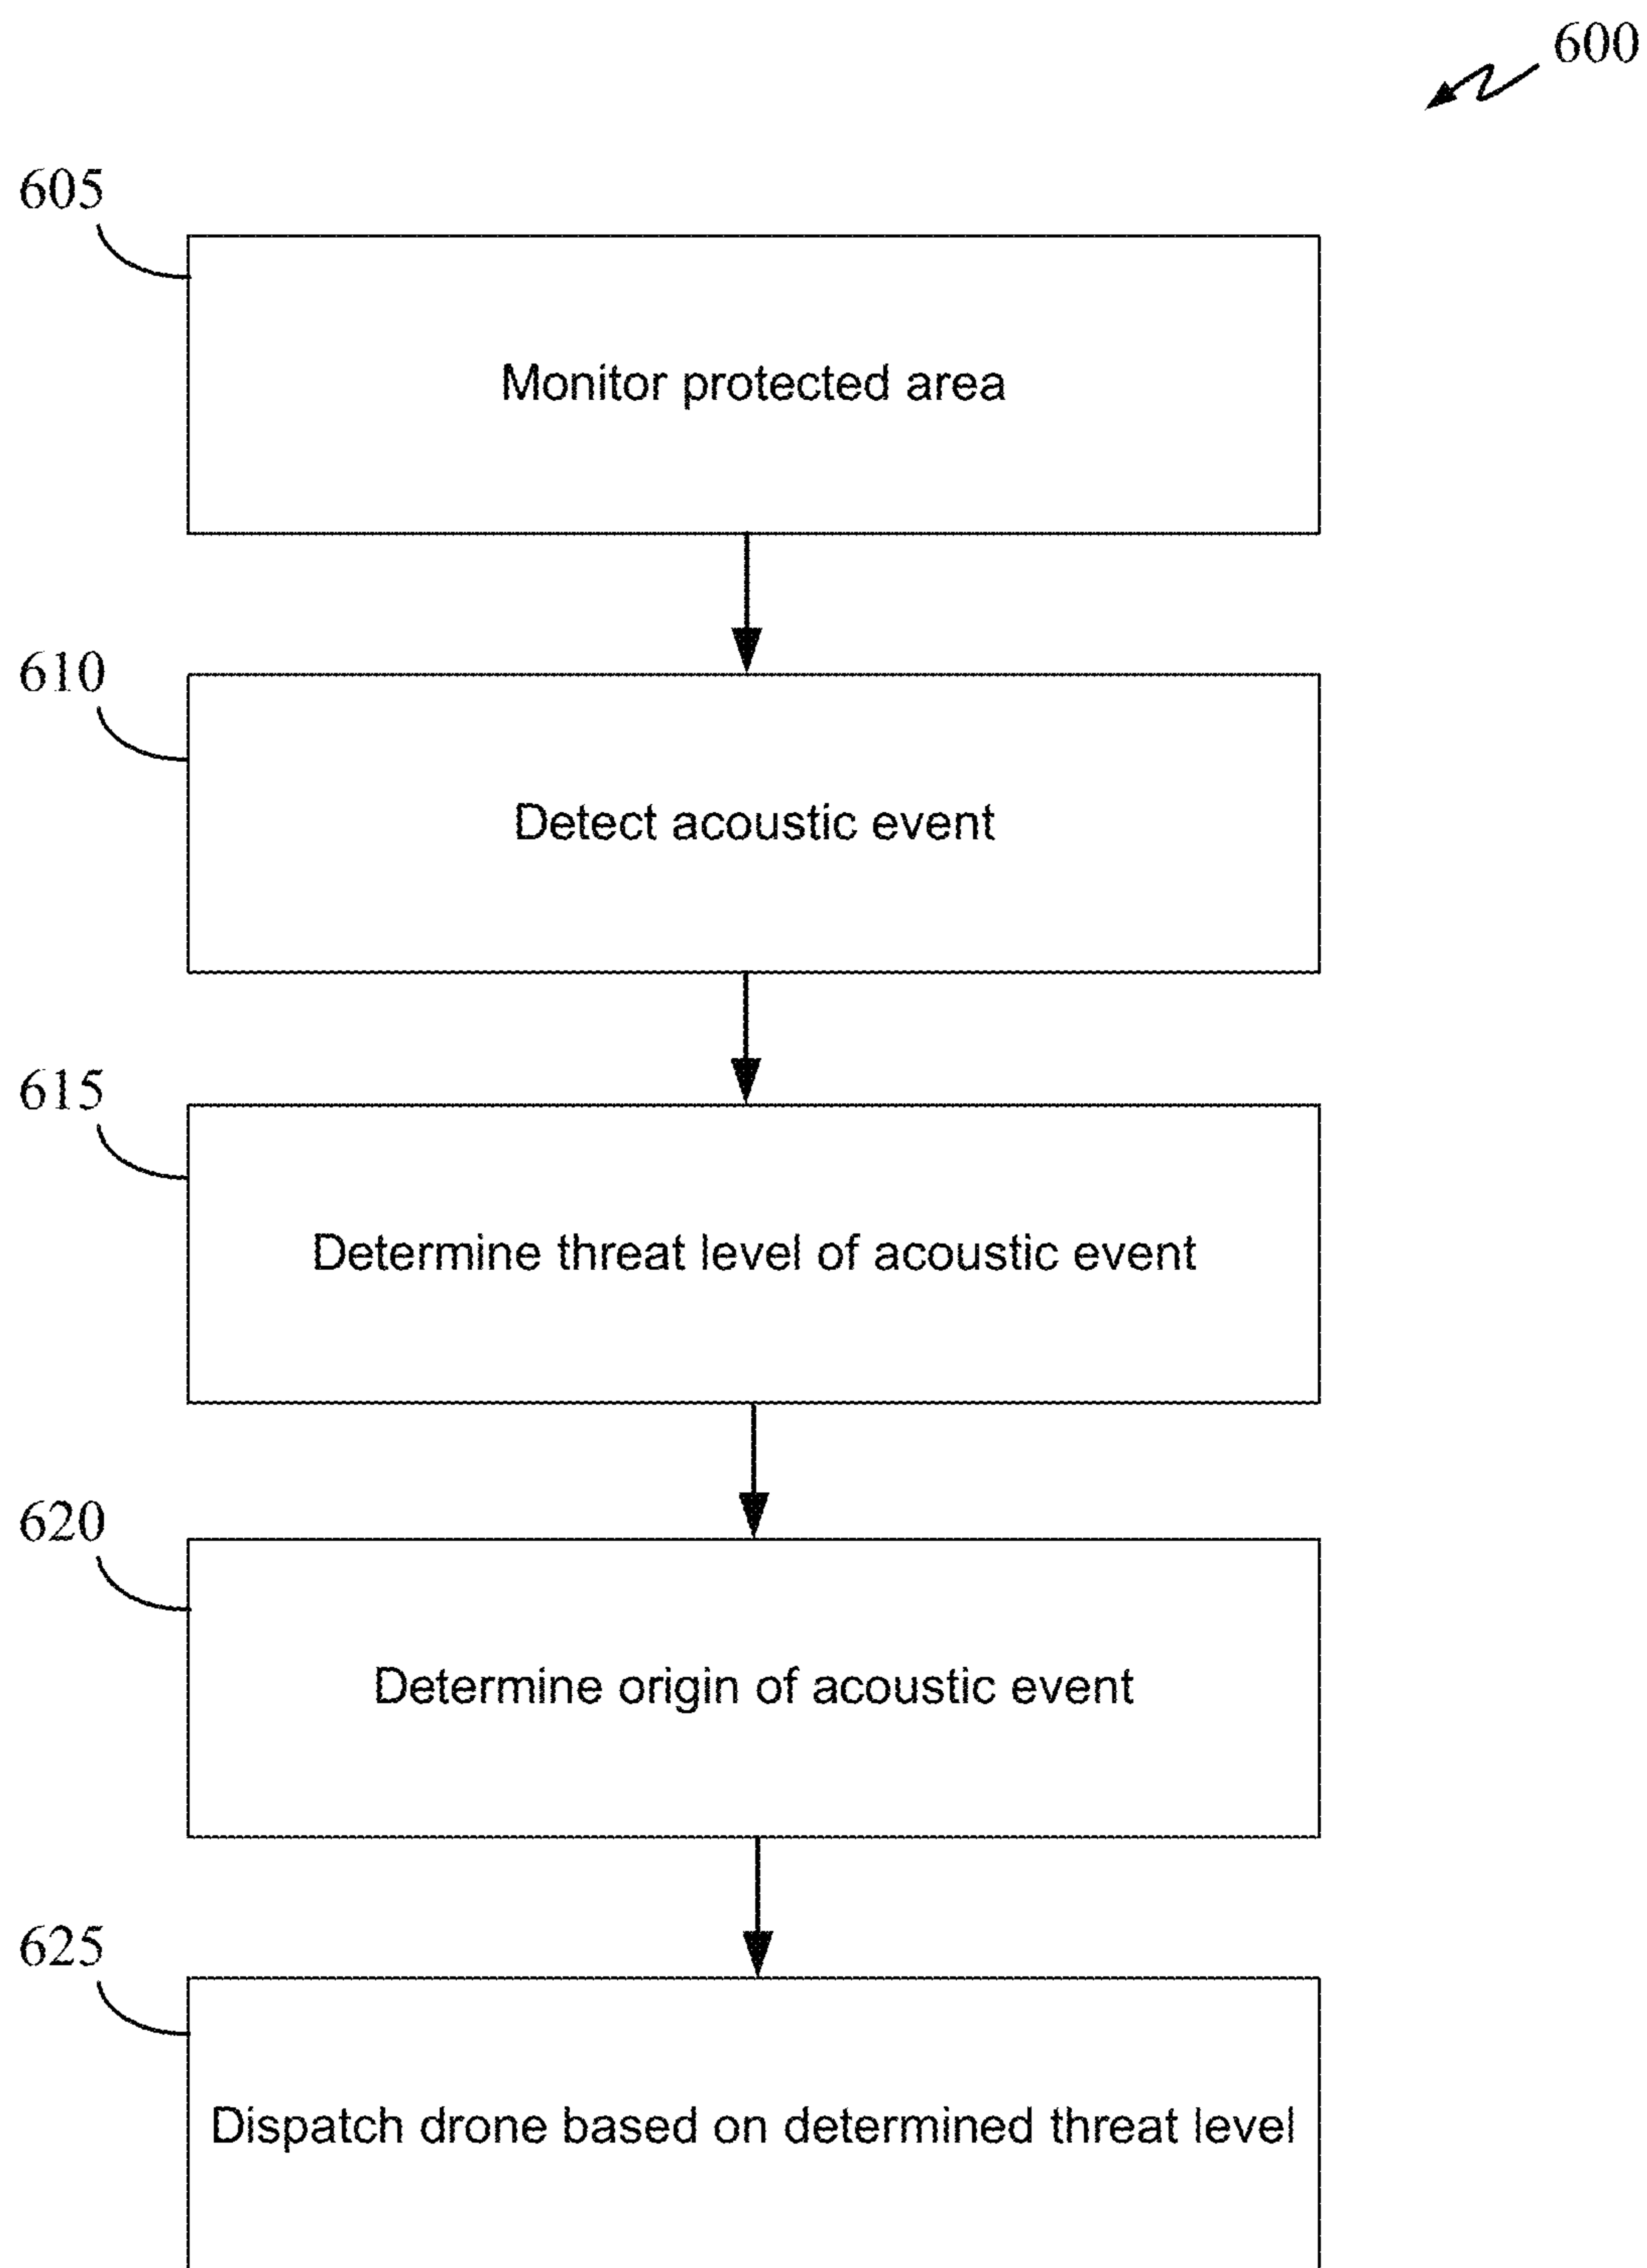 600
605
Monitor protected area
610
Detect acoustic event
615
Determine threat level of acoustic event
620
Determine origin of acoustic event
625
Dispatch drone based on determined threat level